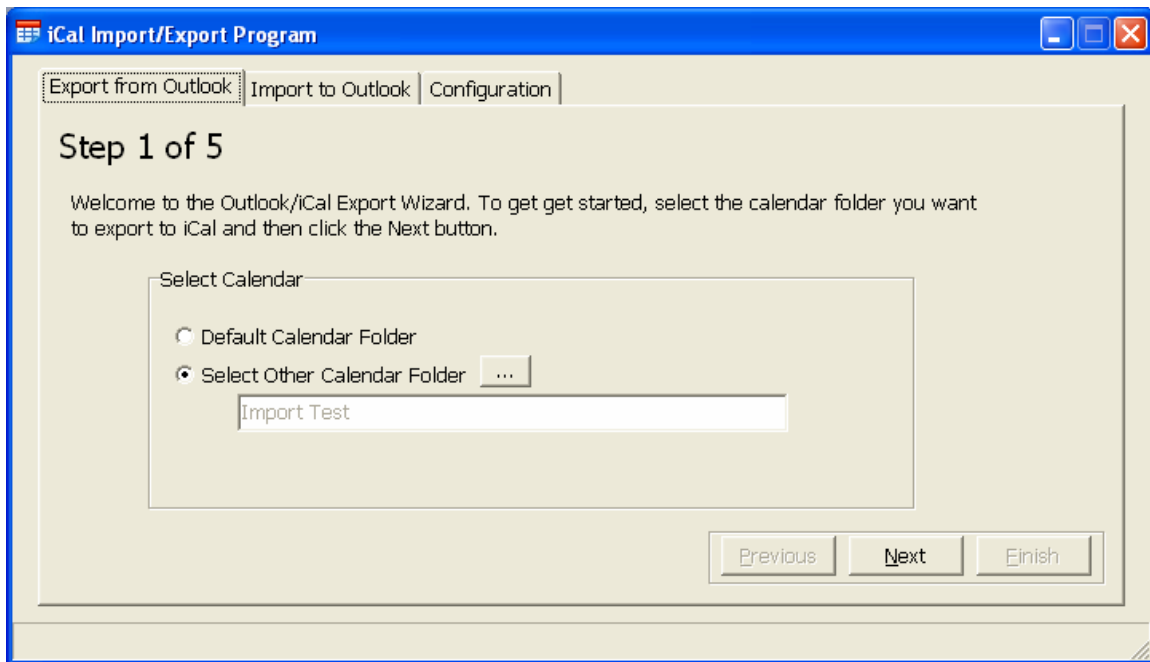 iCal Import/Export Program
Export from Outlook Import to Outlook Configuration
Step 1 of 5
Welcome to the Outlook/iCal Export Wizard. To get get started, select the calendar folder you want
to export to iCal and then click the Next button.
Select Calendar
Default Calendar Folder
Select Other Calendar Folder ...
Import Test
Previous Next Finish